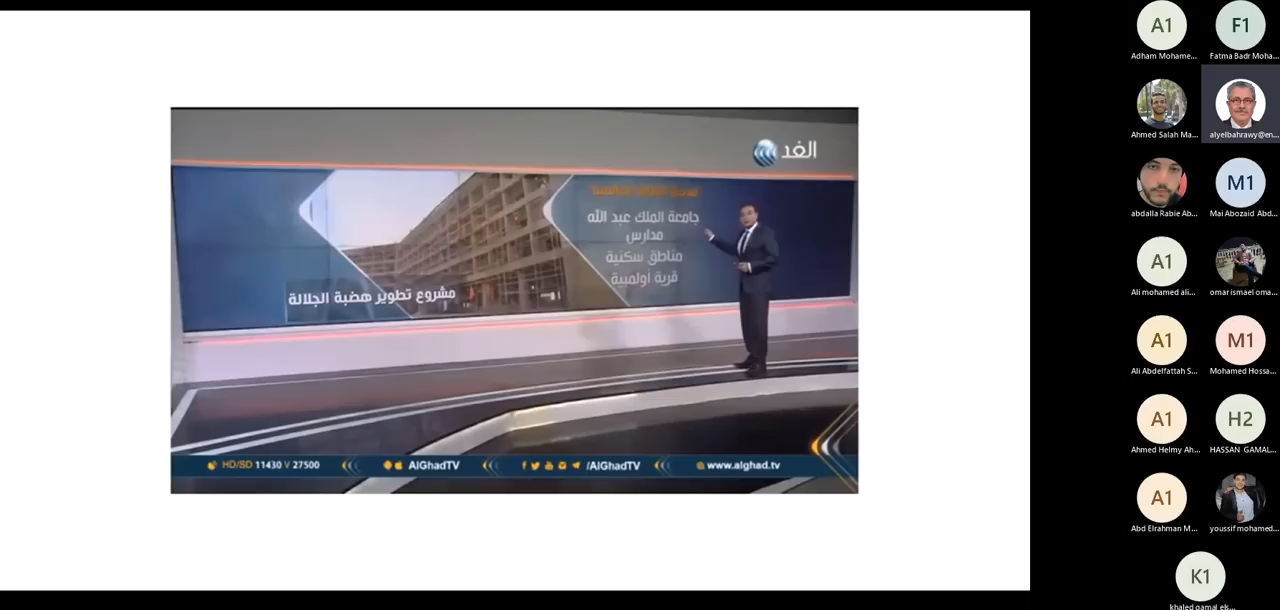 الغد
جامعة الملك عبد الله
مدارس
مناطق سكنية
قرية أولمبية
مشروع تطوير هضبة الجلالة
HD/SD 11430 V 27500
AlGhadTV
/AlGhadTV
www.alghad.tv
A1
Adham Mohame...
F1
Fatma Badr Moha...
Ahmed Salah Ma...
alyelbahrawy@en...
abdalla Rabie Ab...
M1
Mai Abozaid Abd...
A1
Ali mohamed ali...
omar ismael oma...
A1
Ali Abdelfattah S...
M1
Mohamed Hossa...
A1
Ahmed Helmy Ah...
H2
HASSAN GAMAL...
A1
Abd Elrahman M...
youssif mohamed...
K1
khaled gamal els...